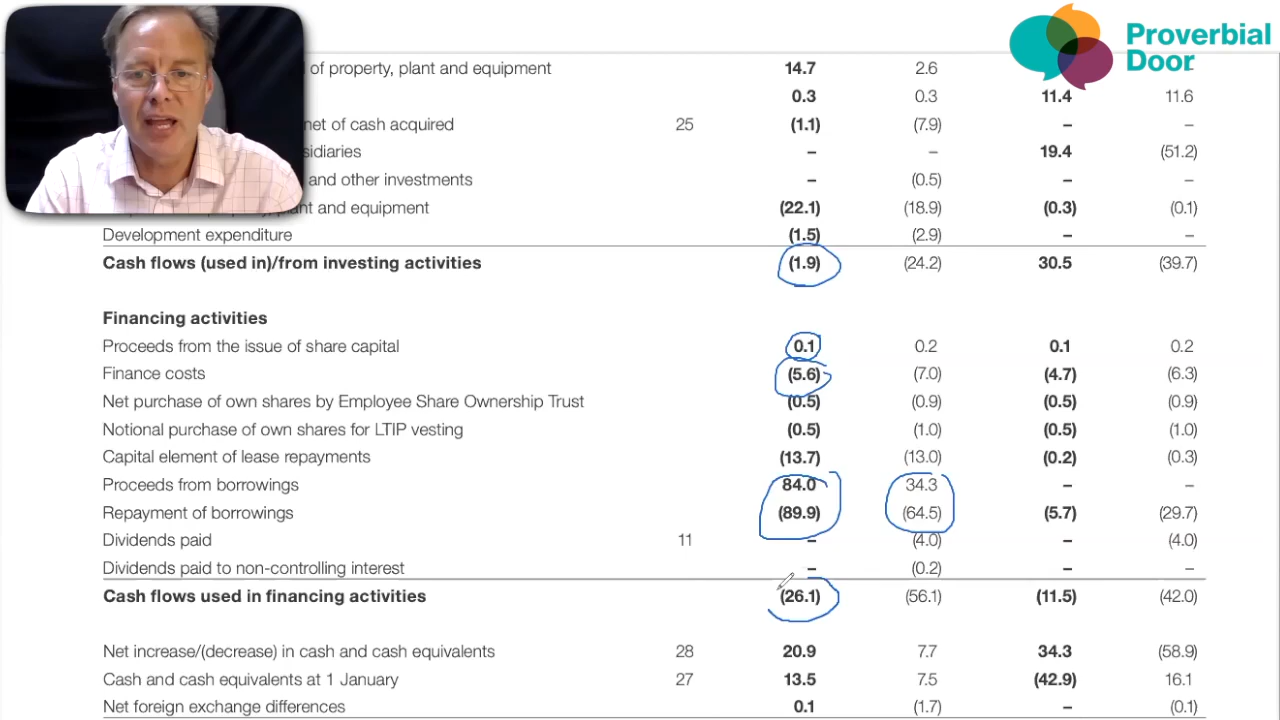 Proverbial
Door
of property, plant and equipment 14.7 2.6 –
0.3 0.3 11.4 11.6
net of cash acquired 25 (1.1) (7.9) – –
sidiaries – – 19.4 (51.2)
and other investments – (0.5) – –
plant and equipment (22.1) (18.9) (0.3) (0.1)
Development expenditure (1.5) (2.9) – –
Cash flows (used in)/from investing activities (1.9) (24.2) 30.5 (39.7)
Financing activities
Proceeds from the issue of share capital 0.1 0.2 0.1 0.2
Finance costs (5.6) (7.0) (4.7) (6.3)
Net purchase of own shares by Employee Share Ownership Trust (0.5) (0.9) (0.5) (0.9)
Notional purchase of own shares for LTIP vesting (0.5) (1.0) (0.5) (1.0)
Capital element of lease repayments (13.7) (13.0) (0.2) (0.3)
Proceeds from borrowings 84.0 34.3 – –
Repayment of borrowings (89.9) (64.5) (5.7) (29.7)
Dividends paid 11 – (4.0) – (4.0)
Dividends paid to non-controlling interest – (0.2) – –
Cash flows used in financing activities (26.1) (56.1) (11.5) (42.0)
Net increase/(decrease) in cash and cash equivalents 28 20.9 7.7 34.3 (58.9)
Cash and cash equivalents at 1 January 27 13.5 7.5 (42.9) 16.1
Net foreign exchange differences 0.1 (1.7) – (0.1)